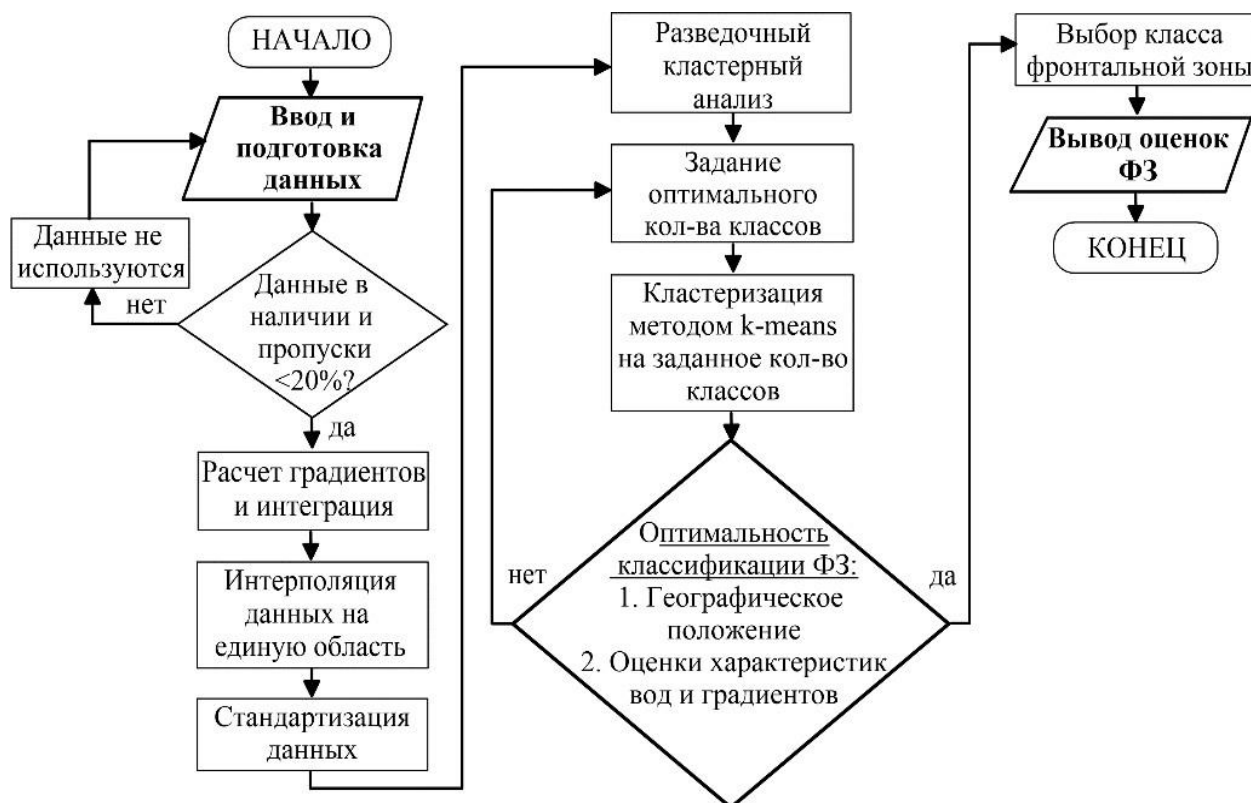 НАЧАЛО
Ввод и
подготовка
данных
Данные не
используются
нет
Данные в
наличии и
пропуски
<20%?
да
Расчет градиентов
и интеграция
Интерполяция
данных на
единую область
Стандартизация
данных
Разведочный
кластерный
анализ
Задание
оптимального
кол-ва классов
Кластеризация
методом k-means
на заданное кол-во
классов
Оптимальность
классификации ФЗ:
1. Географическое
положение
2. Оценки характеристик
вод и градиентов
нет
да
Выбор класса
фронтальной зоны
Вывод оценок
ФЗ
КОНЕЦ